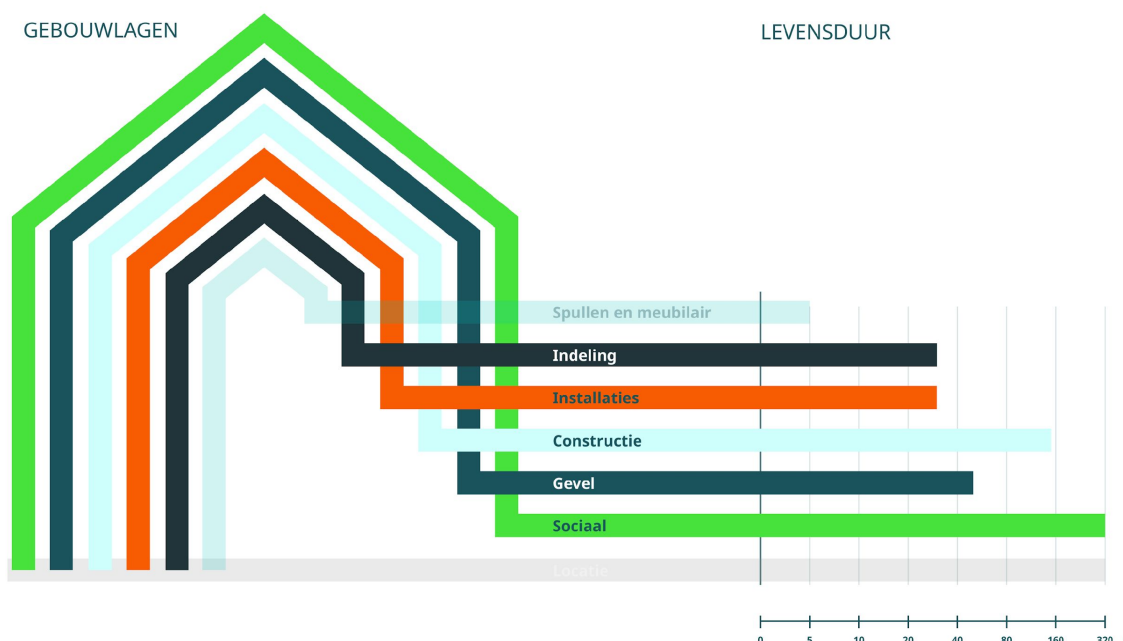 GEBOUWLAGEN
LEVENSDUUR
Spullen en meubilair
Indeling
Installaties
Constructie
Gevel
Sociaal
Locatie
0 5 10 20 40 80 160 320